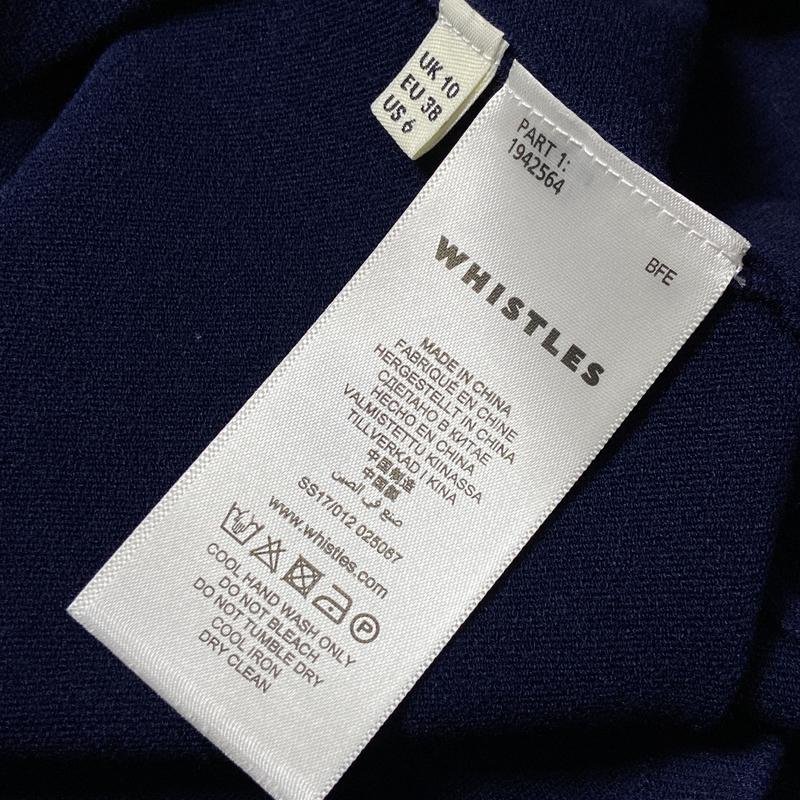 UK 10
EU 38
US 6
PART 1:
1942564
BFE
WHISTLES
MADE IN CHINA
FABRIQUÉ EN CHINE
HERGESTELLT IN CHINA
СДЕЛАНО В КИТАЕ
HECHO EN CHINA
VALMISTETTU KIINASSA
TILLVERKAD I KINA
中国制造
中國製
صنع في الصين
SS17/012 025067
www.whistles.com
P
COOL HAND WASH ONLY
DO NOT BLEACH
DO NOT TUMBLE DRY
COOL IRON
DRY CLEAN